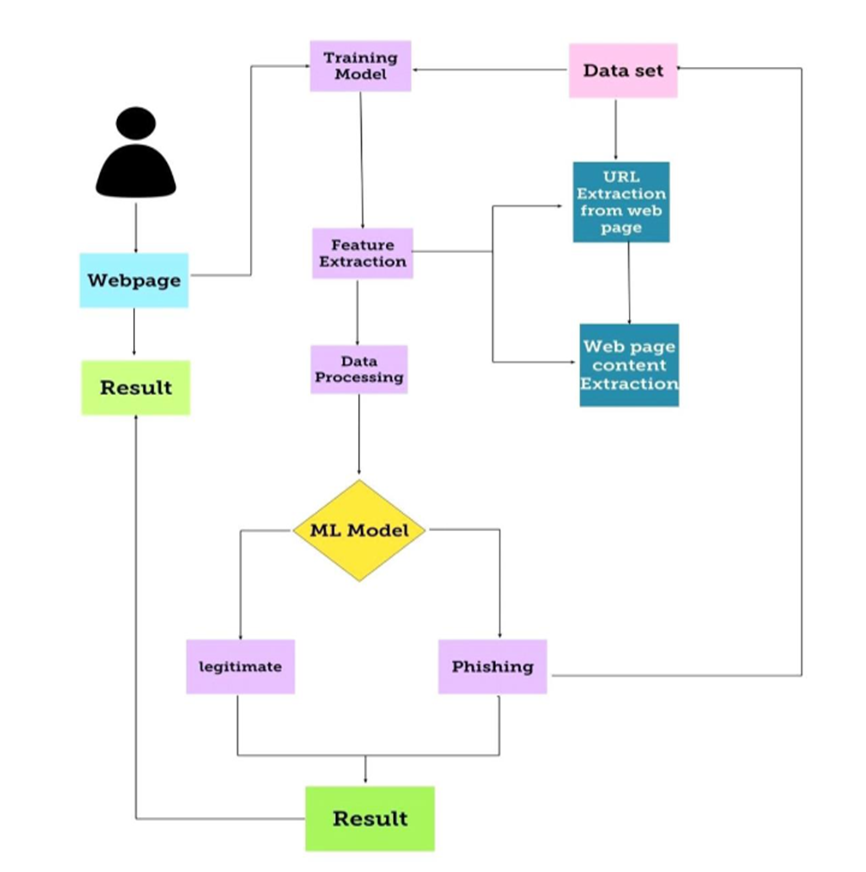 Training
Model
Data set
URL
Extraction
from web
page
Feature
Extraction
Webpage
Web page
content
Extraction
Data
Processing
Result
ML Model
legitimate
Phishing
Result